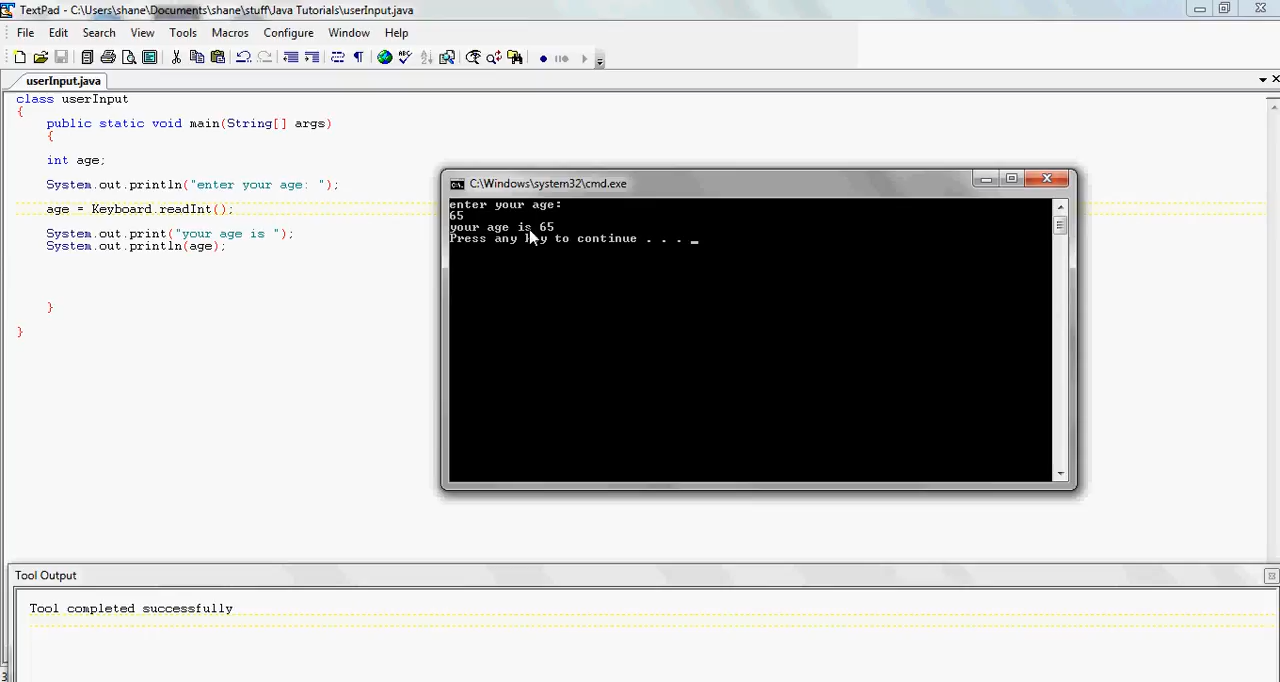 TextPad - C:\Users\shane\Documents\shane\stuff\Java Tutorials\userInput.java
File Edit Search View Tools Macros Configure Window Help
userInput.java
class userInput
{
public static void main(String[] args)
{
int age;
System.out.println("enter your age: ");
age = Keyboard.readInt();
System.out.print("your age is ");
System.out.println(age);
}
}
C:\Windows\system32\cmd.exe
enter your age:
65
your age is 65
Press any key to continue . . . _
Tool Output
Tool completed successfully
3